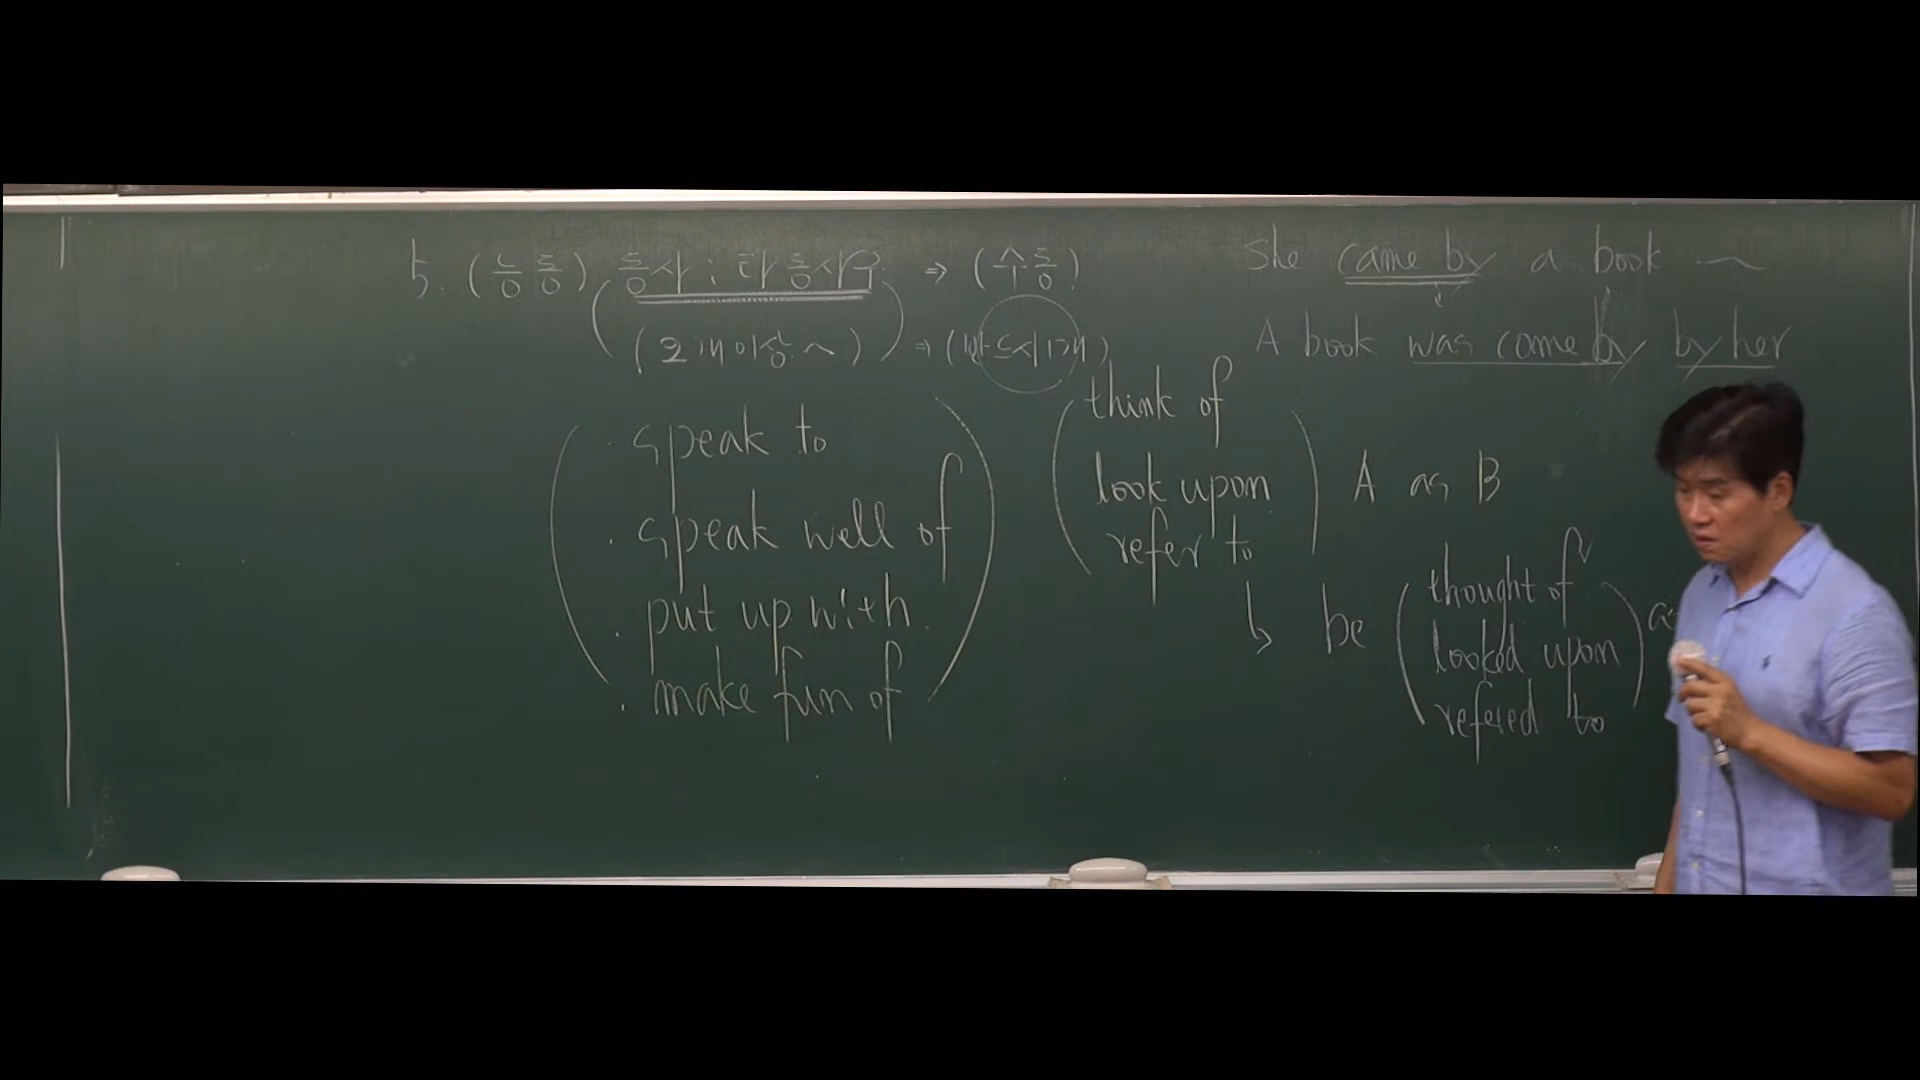 5. (능동) 동사 : 타동사구 ⇒ (수동)
(2개이상~) ⇒ (반드시 1개)
She came by a book ~
A book was come by by her
· speak to
· speak well of
· put up with
· make fun of
think of
look upon A as B
refer to
↳ be thought of
looked upon as
refered to